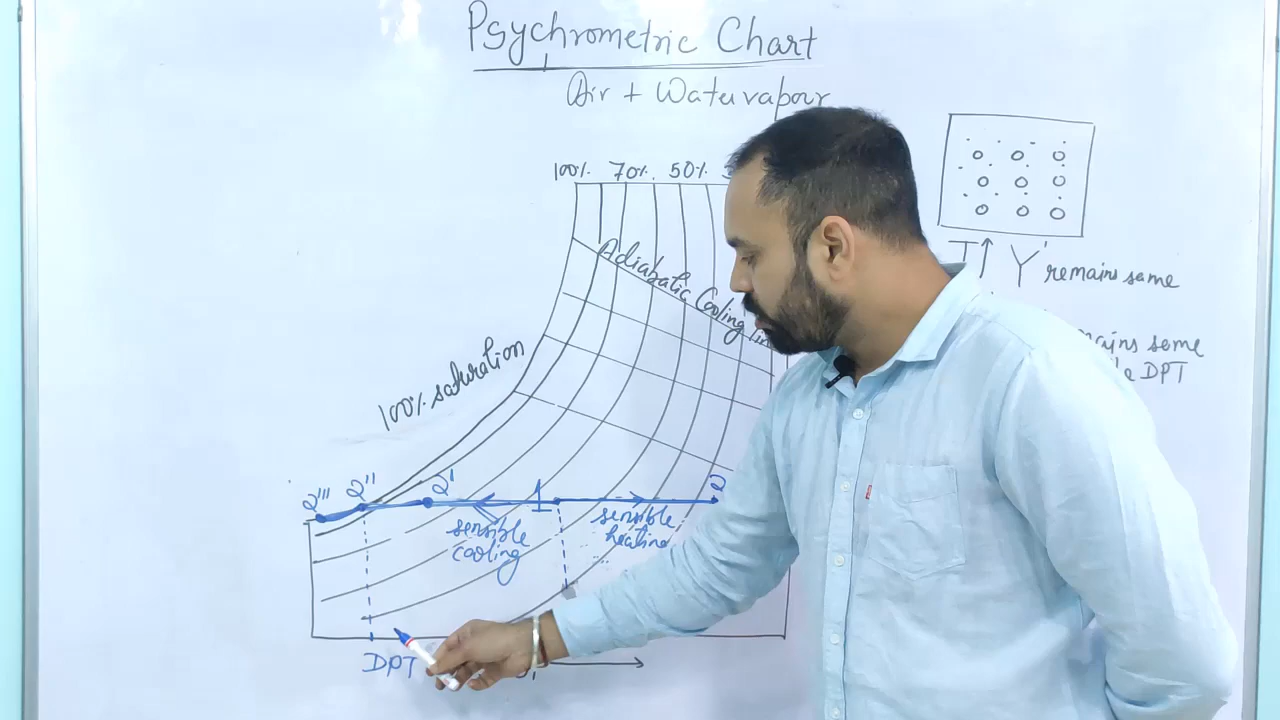 Psychrometric Chart
Air + Water vapour
100% 70% 50%
Adiabatic Cooling lin
100% saturation
T↑ Y' remains same
mains same
DPT
2''' 2'' 2' 1 2
sensible cooling
sensible heating
DPT